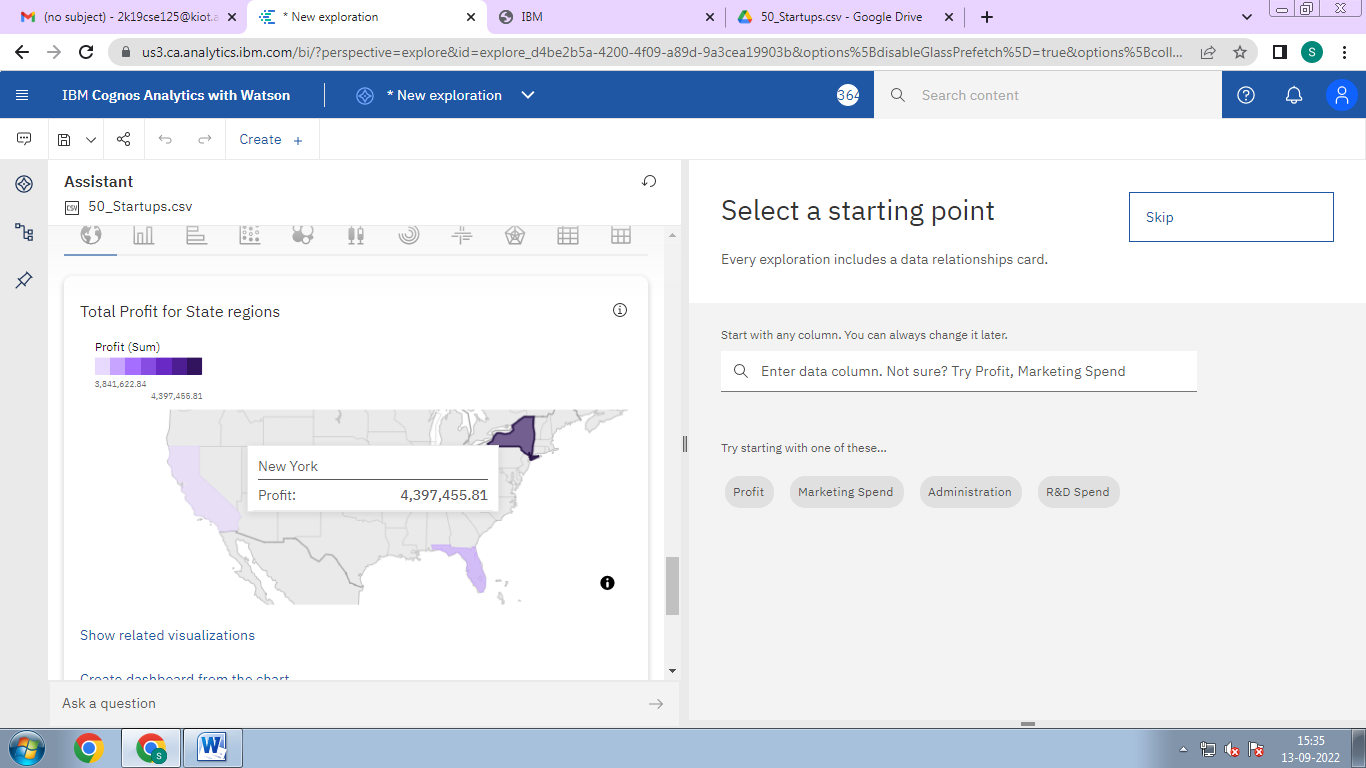 (no subject) - 2k19cse125@kiot.a
* New exploration
IBM
50_Startups.csv - Google Drive
us3.ca.analytics.ibm.com/bi/?perspective=explore&id=explore_d4be2b5a-4200-4f09-a89d-9a3cea19903b&options%5BdisableGlassPrefetch%5D=true&options%5Bcoll...
S
IBM Cognos Analytics with Watson
* New exploration
364
Search content
Create +
Assistant
CSV 50_Startups.csv
Total Profit for State regions
Profit (Sum)
3,841,622.84
4,397,455.81
New York
Profit: 4,397,455.81
Show related visualizations
Create dashboard from the chart
Ask a question
Select a starting point
Skip
Every exploration includes a data relationships card.
Start with any column. You can always change it later.
Enter data column. Not sure? Try Profit, Marketing Spend
Try starting with one of these...
Profit
Marketing Spend
Administration
R&D Spend
S
W
15:35
13-09-2022